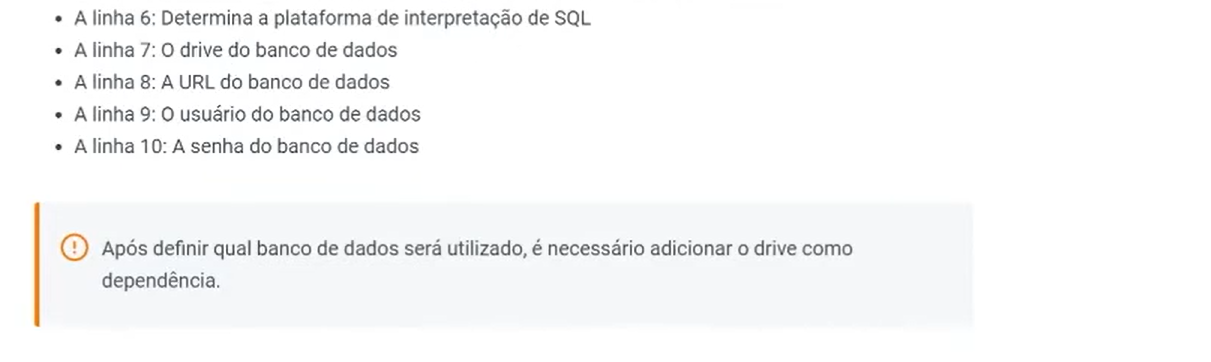 • A linha 6: Determina a plataforma de interpretação de SQL
• A linha 7: O drive do banco de dados
• A linha 8: A URL do banco de dados
• A linha 9: O usuário do banco de dados
• A linha 10: A senha do banco de dados
Após definir qual banco de dados será utilizado, é necessário adicionar o drive como
dependência.